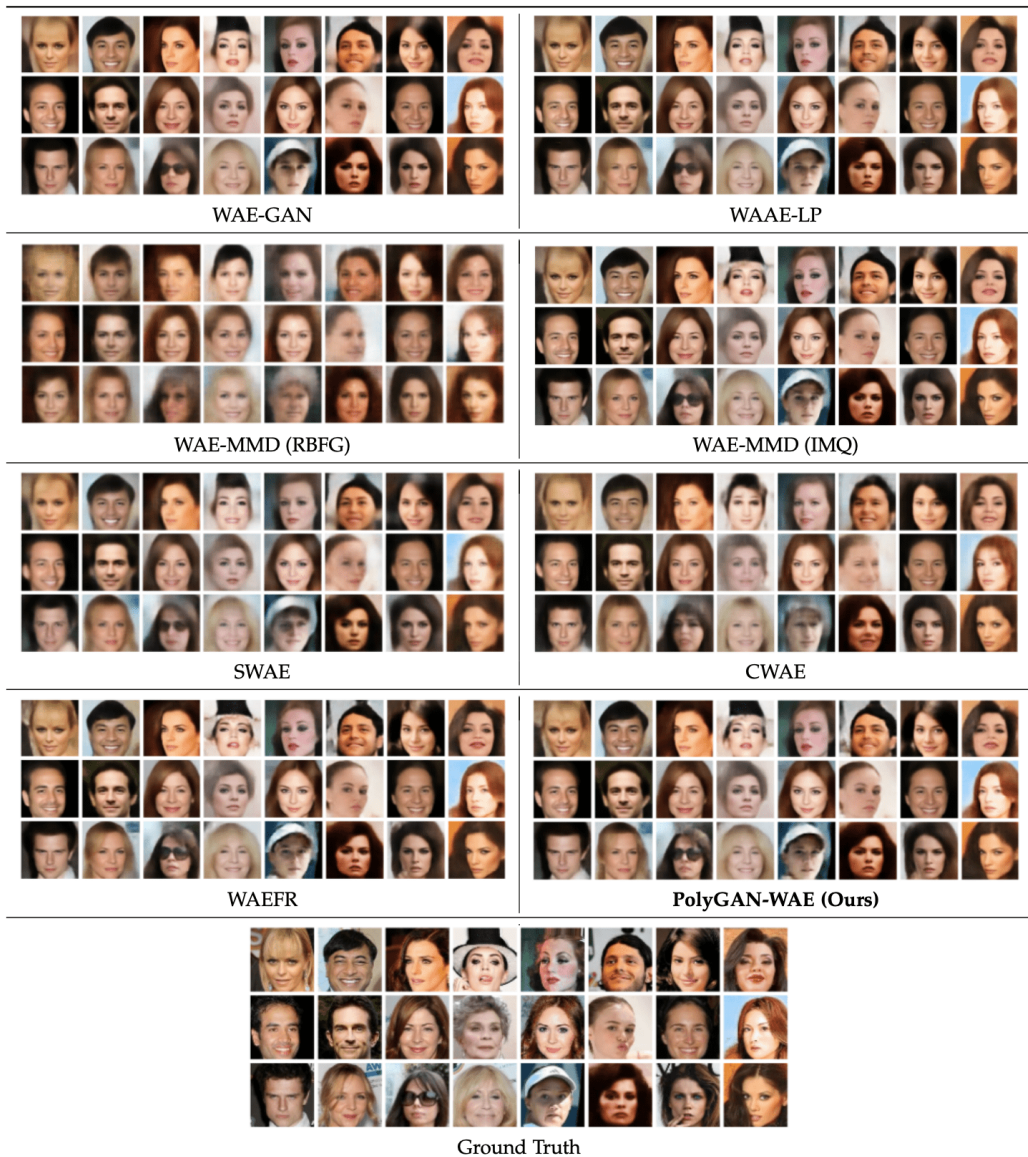 WAE-GAN
WAAE-LP
WAE-MMD (RBFG)
WAE-MMD (IMQ)
SWAE
CWAE
WAEFR
PolyGAN-WAE (Ours)
Ground Truth